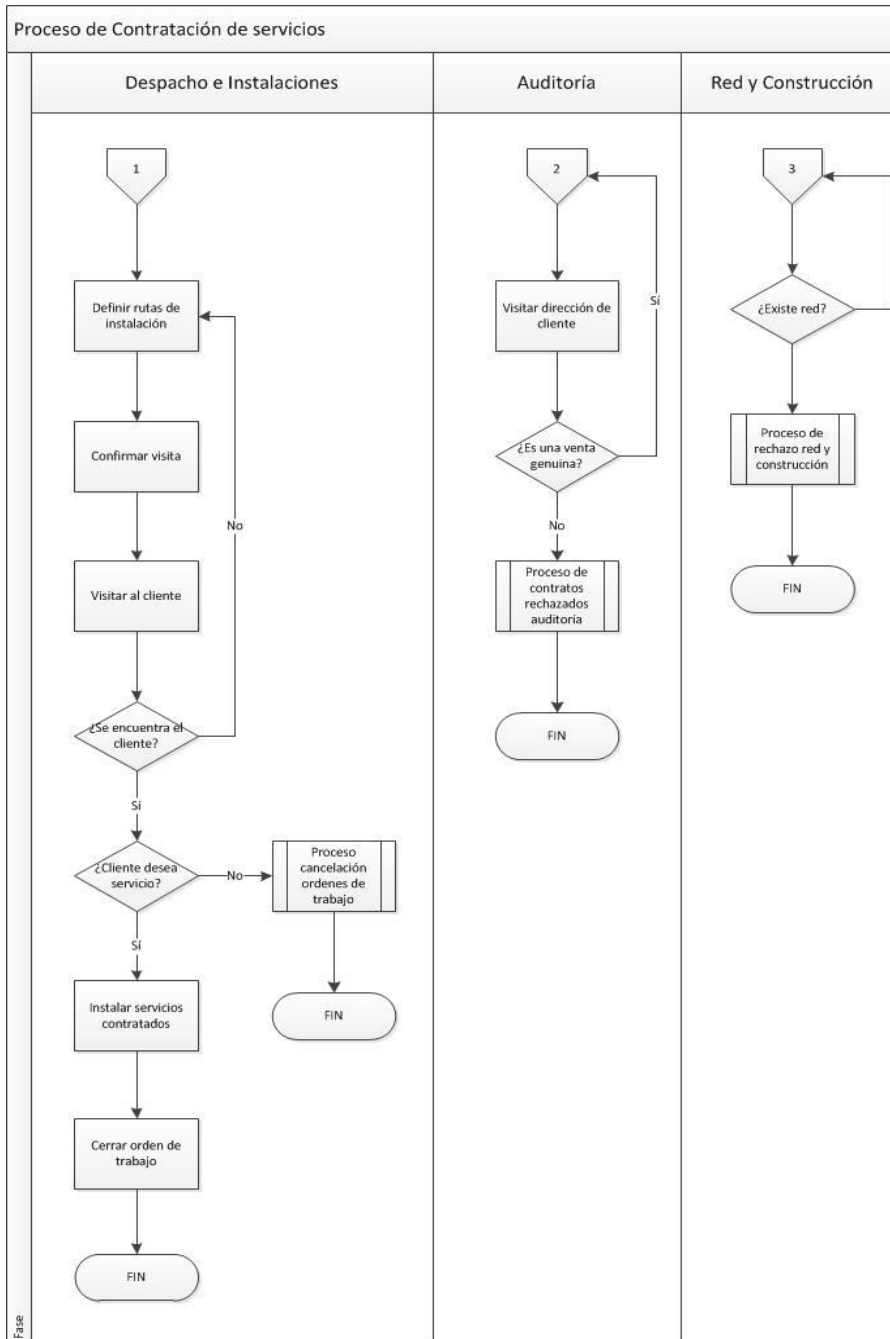 Proceso de Contratación de servicios
Despacho e Instalaciones
Auditoría
Red y Construcción
1
Definir rutas de
instalación
Confirmar visita
No
Visitar al cliente
¿Se encuentra el
cliente?
Sí
¿Cliente desea
servicio?
No
Proceso
cancelación
ordenes de
trabajo
Sí
Instalar servicios
contratados
FIN
Cerrar orden de
trabajo
FIN
2
Visitar dirección de
cliente
Sí
¿Es una venta
genuina?
No
Proceso de
contratos
rechazados
auditoría
FIN
3
¿Existe red?
Proceso de
rechazo red y
construcción
FIN
Fase